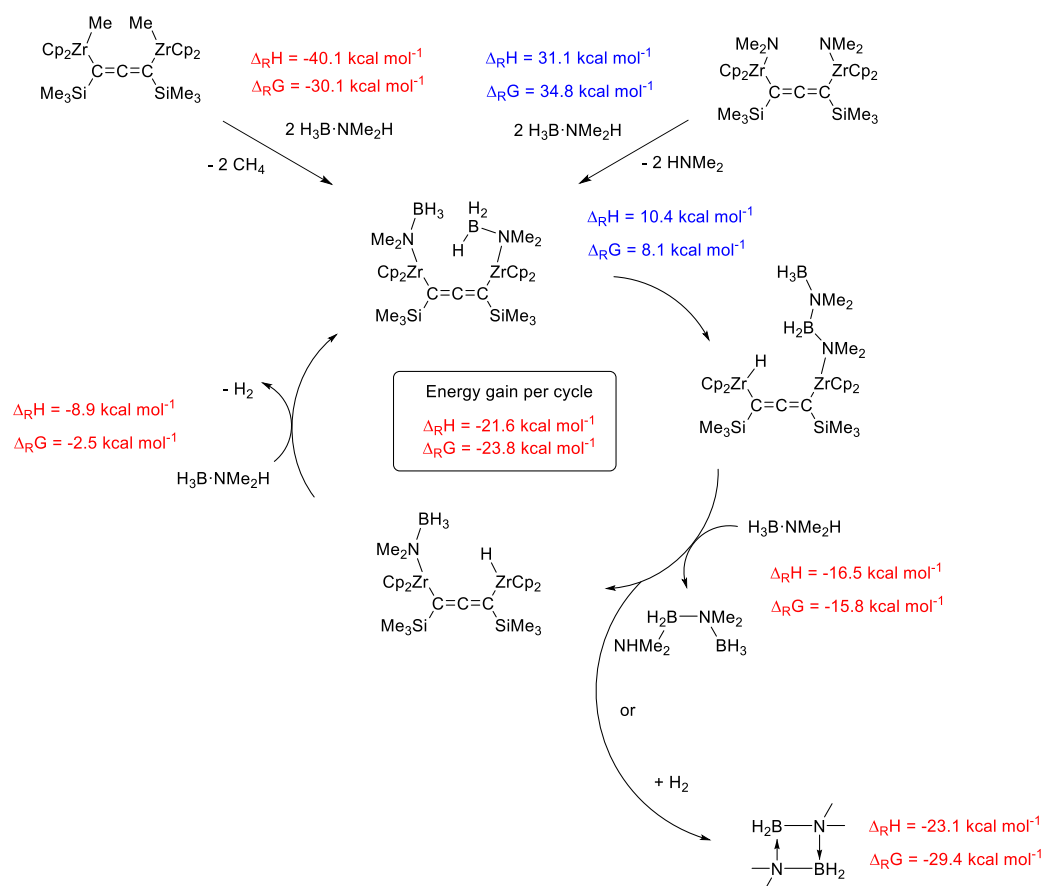 Me Me
Cp2Zr ZrCp2
C=C=C
Me3Si SiMe3
ΔRH = -40.1 kcal mol-1
ΔRG = -30.1 kcal mol-1
2 H3B·NMe2H
- 2 CH4
ΔRH = 31.1 kcal mol-1
ΔRG = 34.8 kcal mol-1
2 H3B·NMe2H
- 2 HNMe2
Me2N NMe2
Cp2Zr ZrCp2
C=C=C
Me3Si SiMe3
BH3 H2
B
Me2N H NMe2
Cp2Zr ZrCp2
C=C=C
Me3Si SiMe3
ΔRH = 10.4 kcal mol-1
ΔRG = 8.1 kcal mol-1
H3B
NMe2
H2B
NMe2
H
Cp2Zr ZrCp2
C=C=C
Me3Si SiMe3
- H2
ΔRH = -8.9 kcal mol-1
ΔRG = -2.5 kcal mol-1
H3B·NMe2H
Energy gain per cycle
ΔRH = -21.6 kcal mol-1
ΔRG = -23.8 kcal mol-1
BH3
Me2N H
Cp2Zr ZrCp2
C=C=C
Me3Si SiMe3
H3B·NMe2H
ΔRH = -16.5 kcal mol-1
ΔRG = -15.8 kcal mol-1
H2B NMe2
NHMe2 BH3
or
+ H2
H2B N
N BH2
ΔRH = -23.1 kcal mol-1
ΔRG = -29.4 kcal mol-1